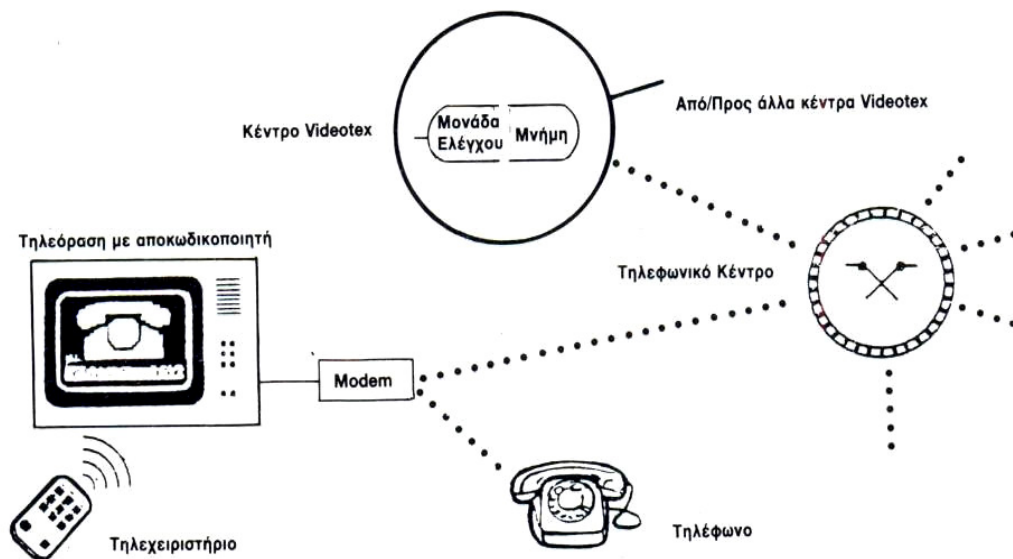 Κέντρο Videotex
Μονάδα
Ελέγχου
Μνήμη
Από/Προς άλλα κέντρα Videotex
Τηλεόραση με αποκωδικοποιητή
Τηλεφωνικό Κέντρο
Modem
Τηλεχειριστήριο
Τηλέφωνο